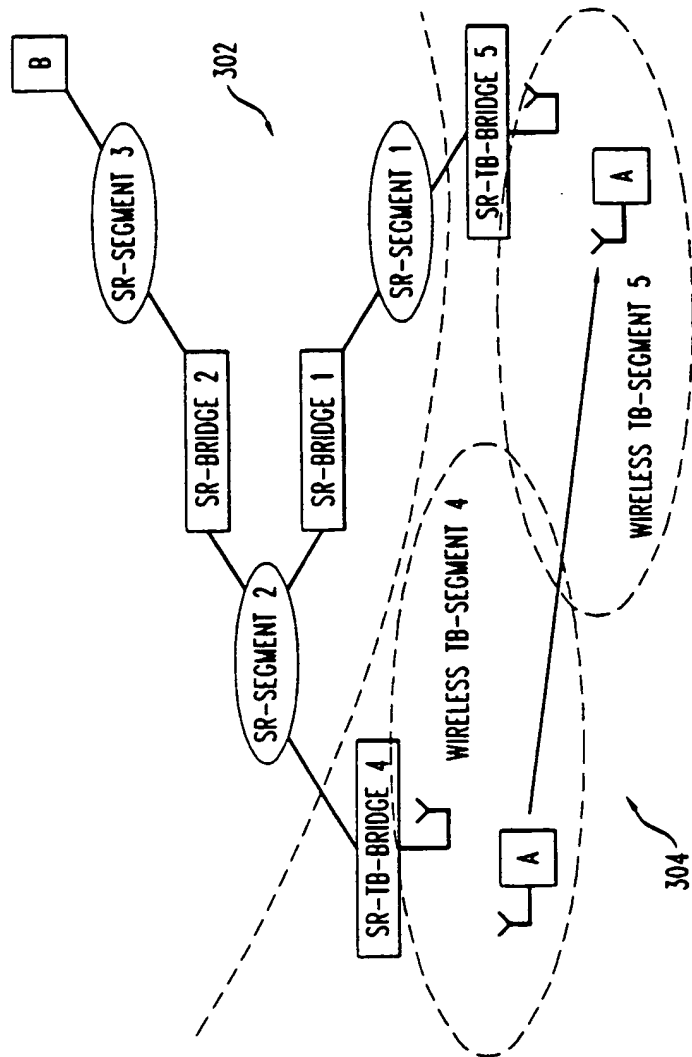 B
302
SR-SEGMENT 3
SR-BRIDGE 2
SR-SEGMENT 2
SR-BRIDGE 1
SR-SEGMENT 1
SR-TB-BRIDGE 4
SR-TB-BRIDGE 5
WIRELESS TB-SEGMENT 4
A
A
WIRELESS TB-SEGMENT 5
304